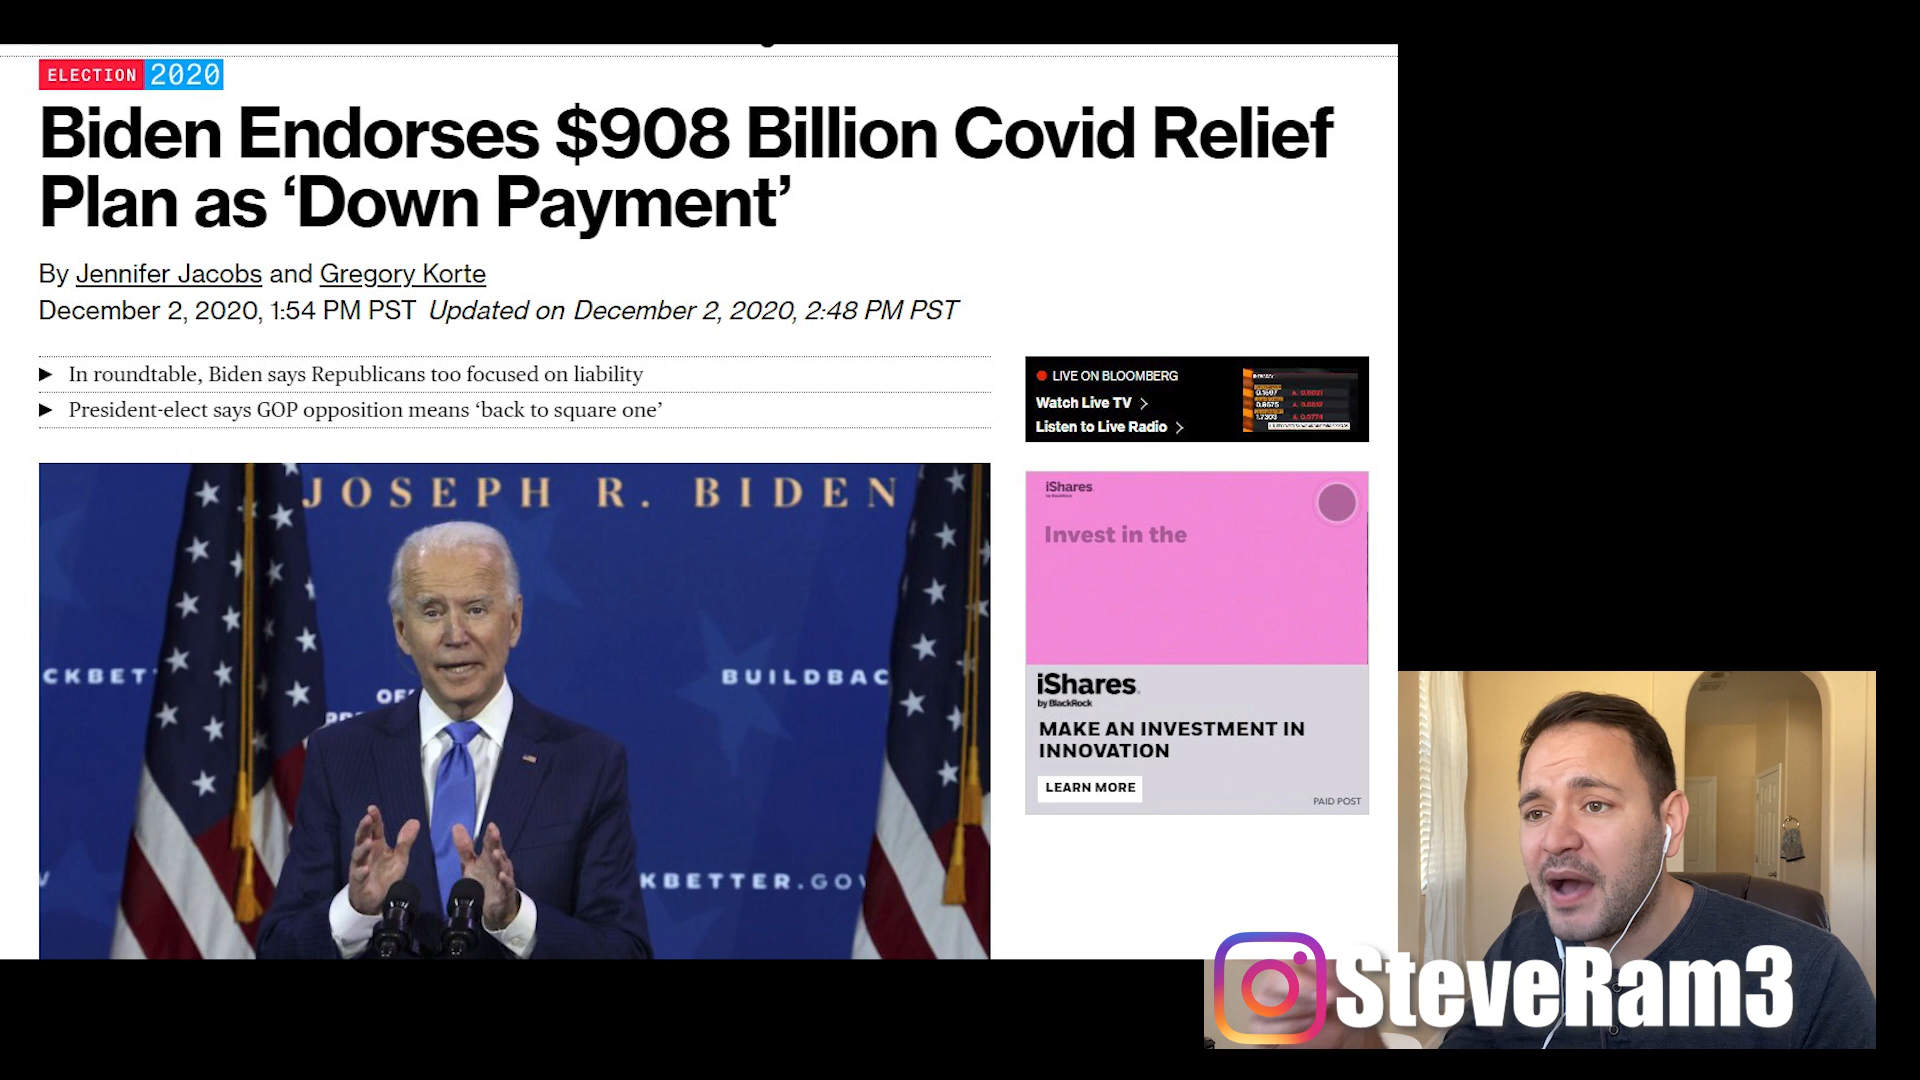 ELECTION 2020
Biden Endorses $908 Billion Covid Relief
Plan as ‘Down Payment’
By Jennifer Jacobs and Gregory Korte
December 2, 2020, 1:54 PM PST Updated on December 2, 2020, 2:48 PM PST
In roundtable, Biden says Republicans too focused on liability
President-elect says GOP opposition means ‘back to square one’
LIVE ON BLOOMBERG
Watch Live TV
Listen to Live Radio
iShares
by BlackRock
Invest in the
iShares.
by BlackRock
MAKE AN INVESTMENT IN
INNOVATION
LEARN MORE
PAID POST
JOSEPH R. BIDEN
CKBET
BUILDBAC
OF
KBETTER.GOV
SteveRam3